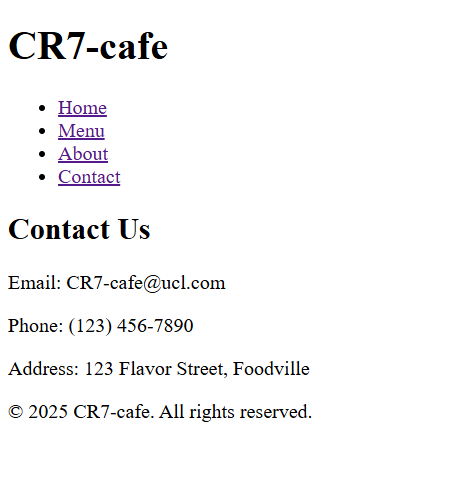 CR7-cafe
Home
Menu
About
Contact
Contact Us
Email: CR7-cafe@ucl.com
Phone: (123) 456-7890
Address: 123 Flavor Street, Foodville
© 2025 CR7-cafe. All rights reserved.